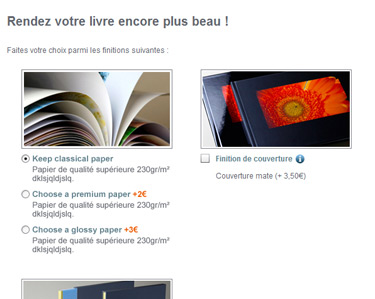 Rendez votre livre encore plus beau !
Faites votre choix parmi les finitions suivantes :
Keep classical paper
Papier de qualité supérieure 230gr/m²
dklsjqldjslq.
Choose a premium paper +2€
Papier de qualité supérieure 230gr/m²
dklsjqldjslq.
Choose a glossy paper +3€
Papier de qualité supérieure 230gr/m²
dklsjqldjslq.
Finition de couverture
Couverture mate (+ 3,50€)